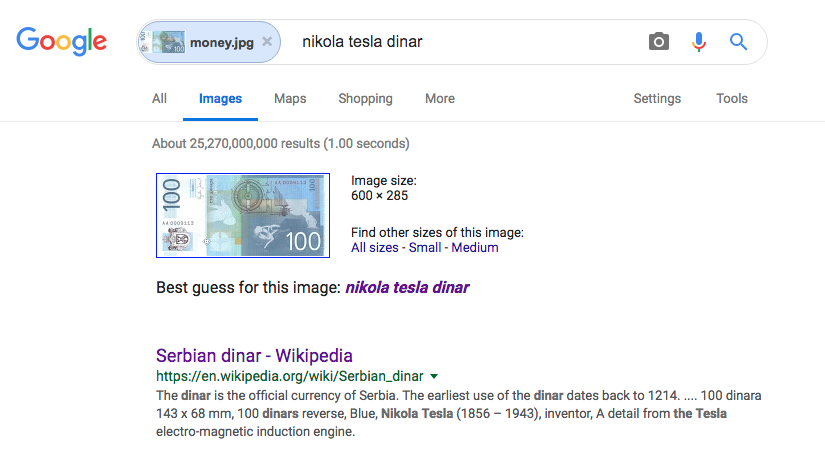 Google
money.jpg ×
nikola tesla dinar
All Images Maps Shopping More Settings Tools
About 25,270,000,000 results (1.00 seconds)
100
AA 0009113
100
AA 0009113
100
Image size:
600 × 285
Find other sizes of this image:
All sizes - Small - Medium
Best guess for this image: nikola tesla dinar
Serbian dinar - Wikipedia
https://en.wikipedia.org/wiki/Serbian_dinar
The dinar is the official currency of Serbia. The earliest use of the dinar dates back to 1214. .... 100 dinara
143 x 68 mm, 100 dinars reverse, Blue, Nikola Tesla (1856 – 1943), inventor, A detail from the Tesla
electro-magnetic induction engine.